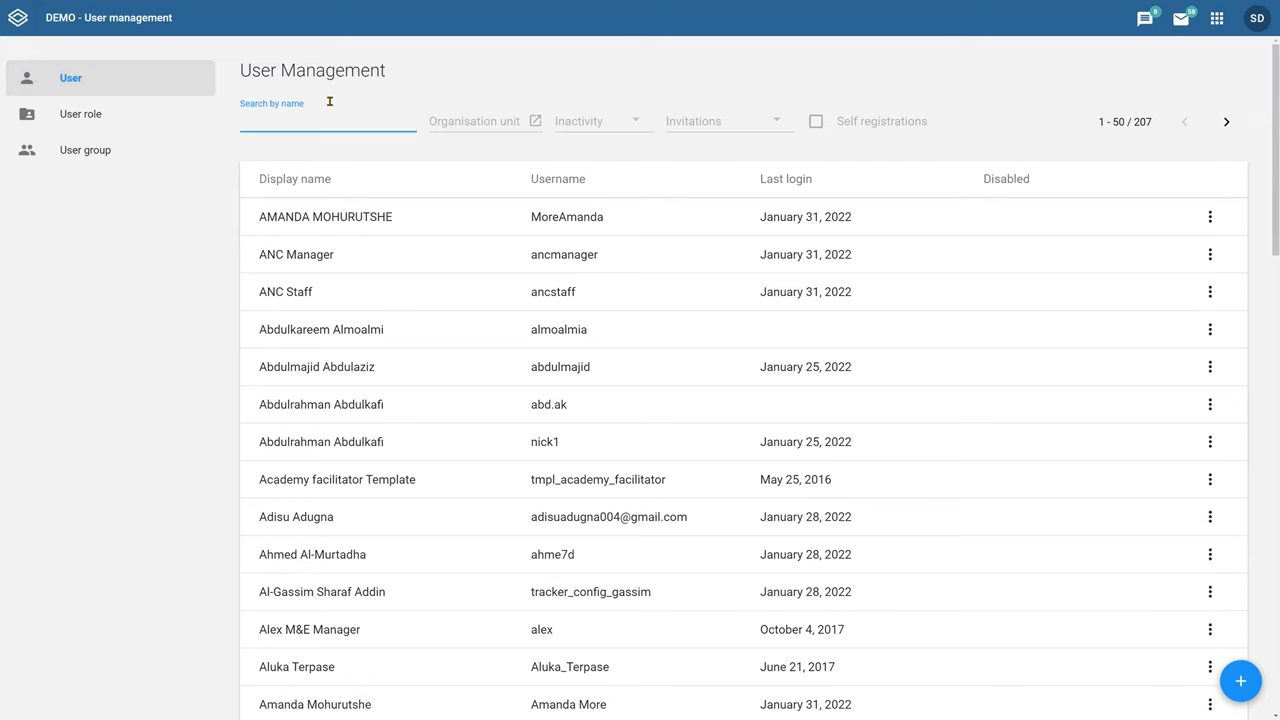 DEMO - User management
8
58
SD
User
User role
User group
User Management
Search by name
Organisation unit
Inactivity
Invitations
Self registrations
1 - 50 / 207
Display name Username Last login Disabled
AMANDA MOHURUTSHE MoreAmanda January 31, 2022
ANC Manager ancmanager January 31, 2022
ANC Staff ancstaff January 31, 2022
Abdulkareem Almoalmi almoalmia
Abdulmajid Abdulaziz abdulmajid January 25, 2022
Abdulrahman Abdulkafi abd.ak
Abdulrahman Abdulkafi nick1 January 25, 2022
Academy facilitator Template tmpl_academy_facilitator May 25, 2016
Adisu Adugna adisuadugna004@gmail.com January 28, 2022
Ahmed Al-Murtadha ahme7d January 28, 2022
Al-Gassim Sharaf Addin tracker_config_gassim January 28, 2022
Alex M&E Manager alex October 4, 2017
Aluka Terpase Aluka_Terpase June 21, 2017
Amanda Mohurutshe Amanda More January 31, 2022